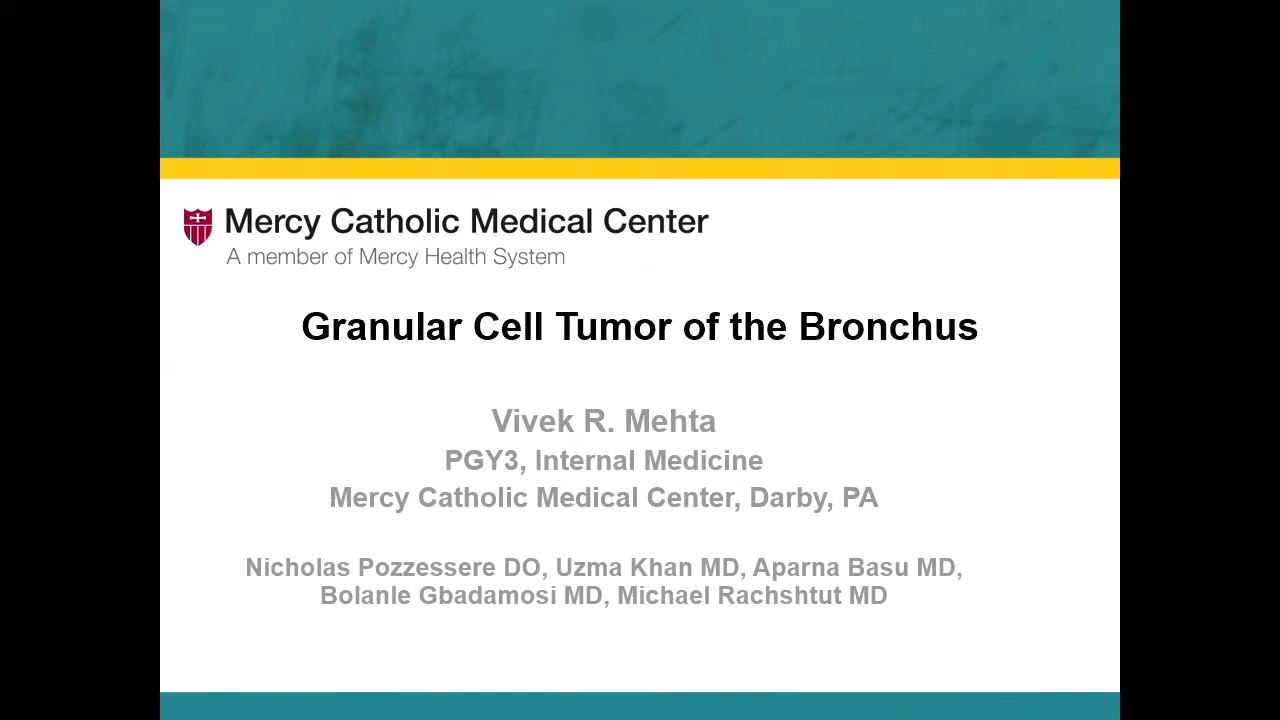 Mercy Catholic Medical Center
A member of Mercy Health System
Granular Cell Tumor of the Bronchus
Vivek R. Mehta
PGY3, Internal Medicine
Mercy Catholic Medical Center, Darby, PA
Nicholas Pozzessere DO, Uzma Khan MD, Aparna Basu MD,
Bolanle Gbadamosi MD, Michael Rachshtut MD